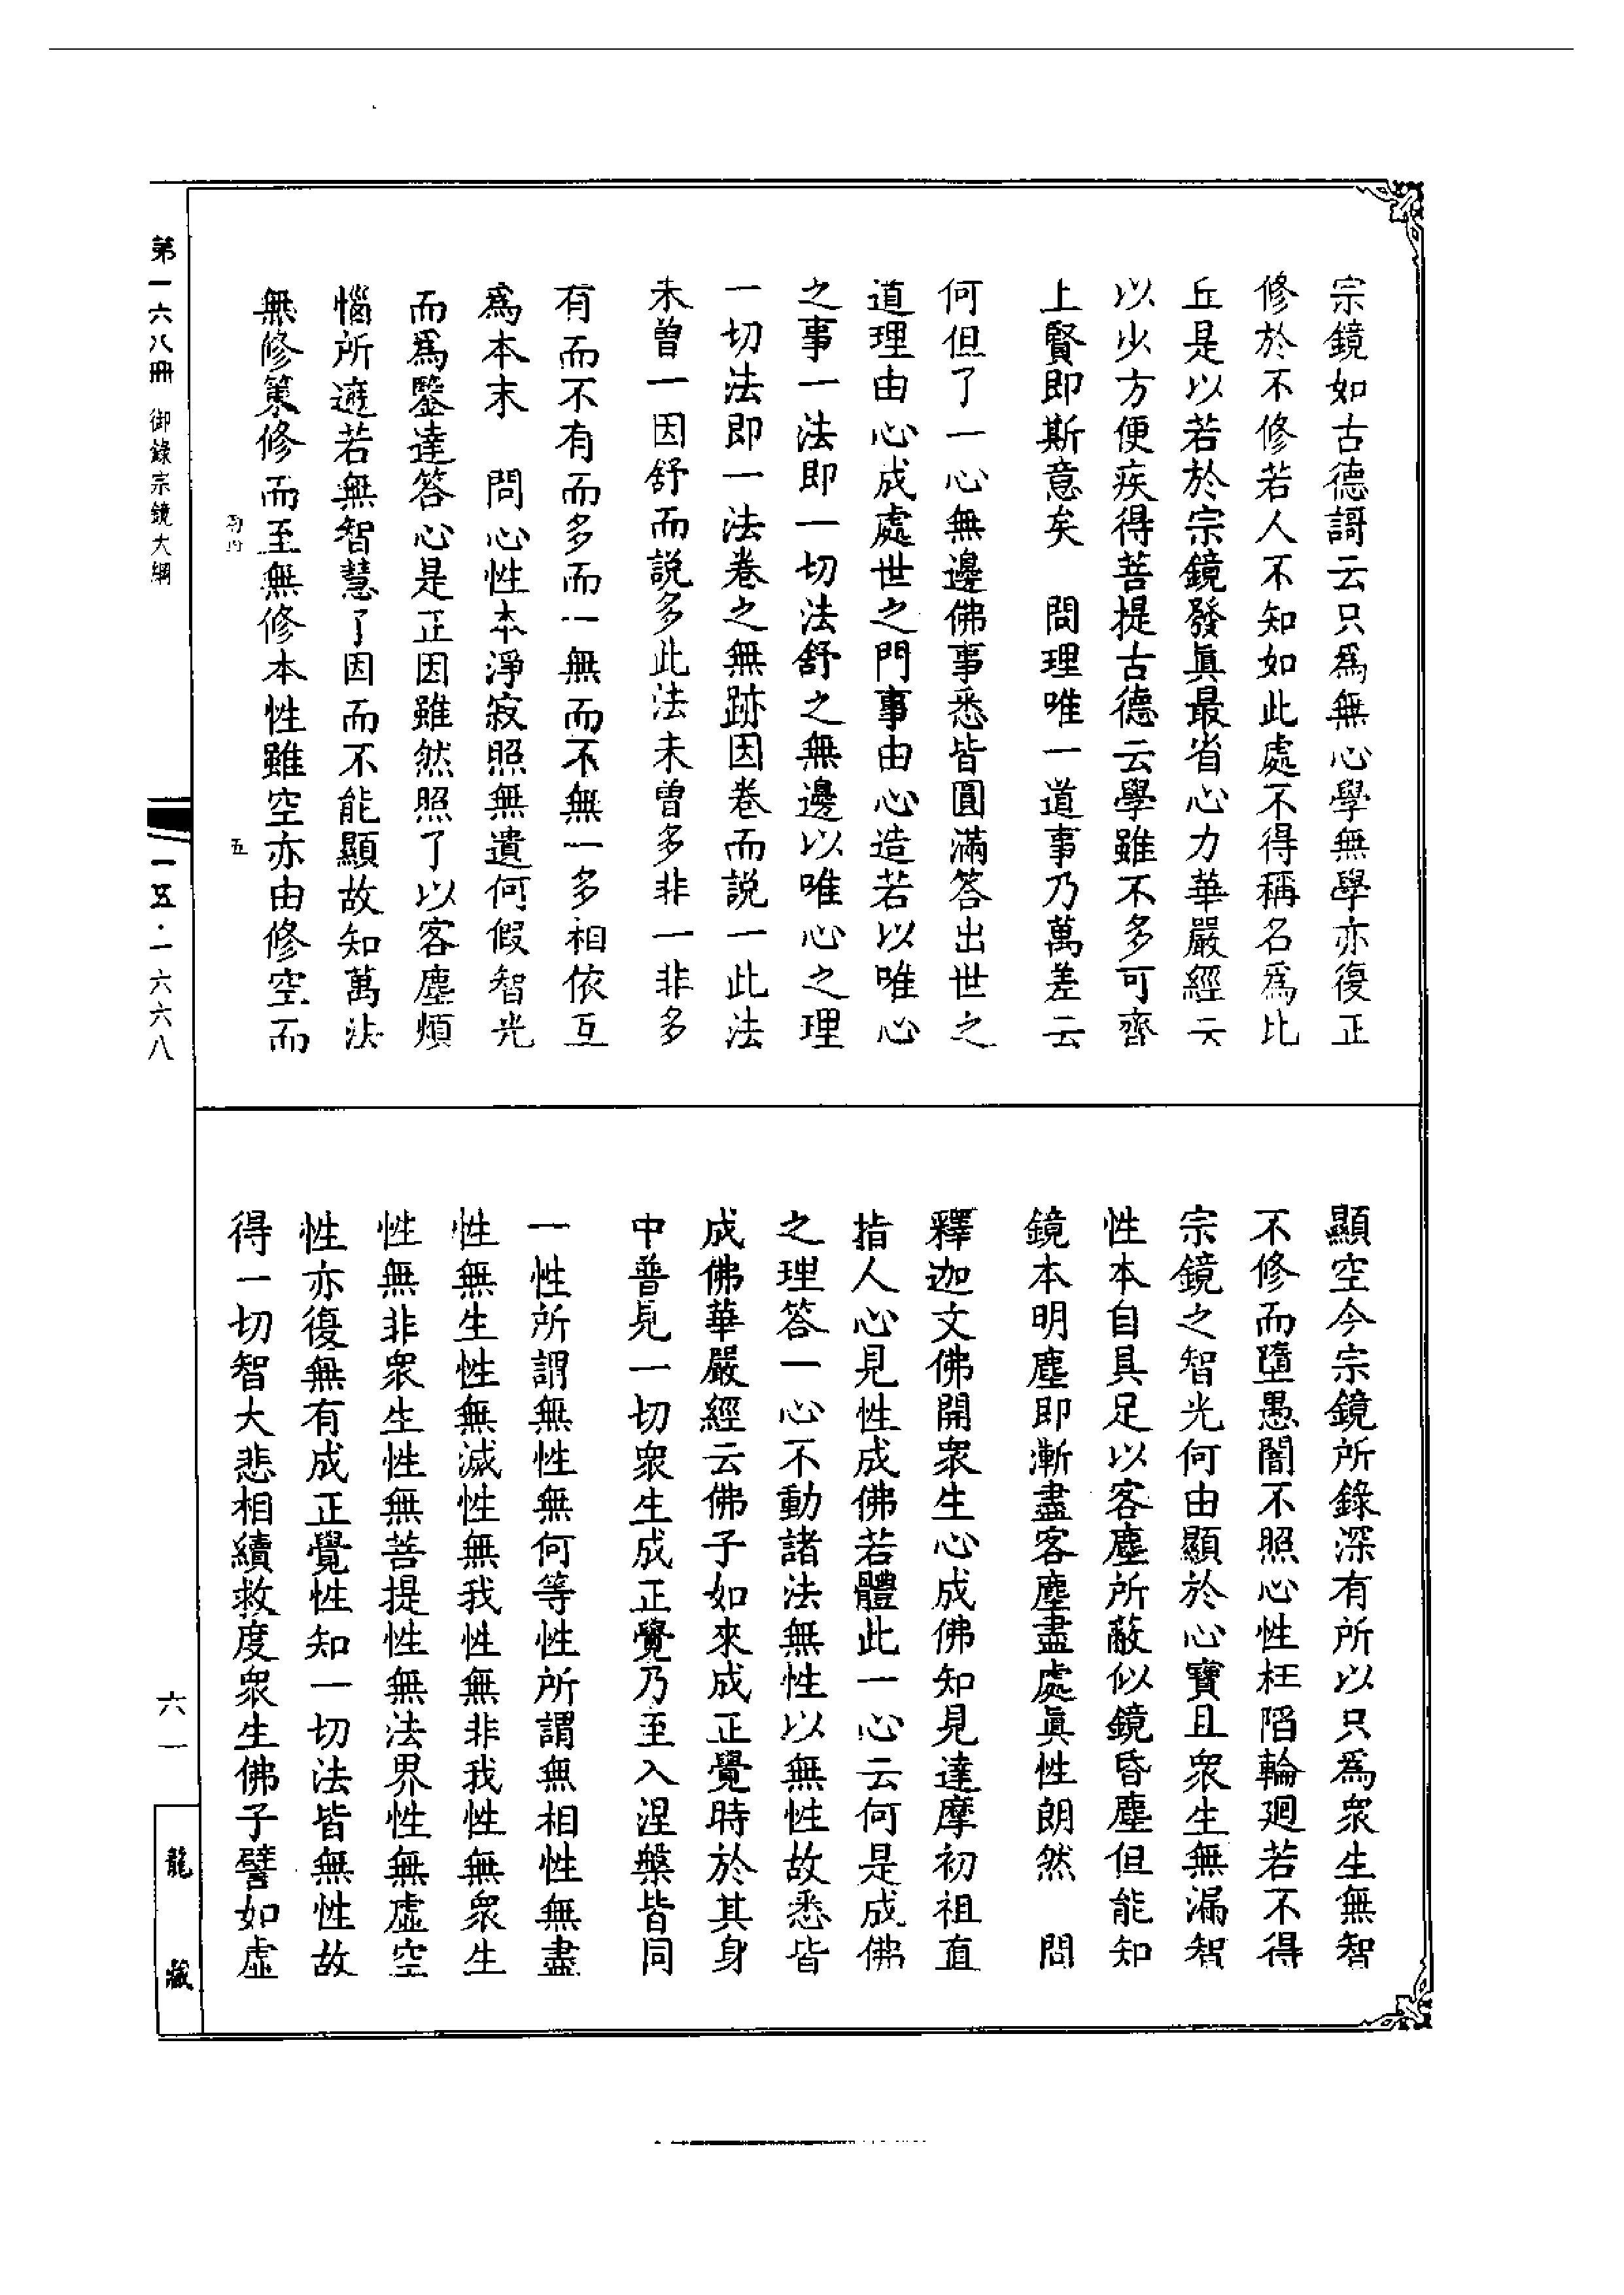 宗鏡如古德謌云只爲無心學無學亦復正
修於不修若人不知如此處不得稱名爲比
丘是以若於宗鏡發眞最省心力華嚴經云
以少方便疾得菩提古德云學雖不多可齊
上賢即斯意矣　問理唯一道事乃萬差云
何但了一心無邊佛事悉皆圓滿答出世之
道理由心成處世之門事由心造若以唯心
之事一法即一切法舒之無邊以唯心之理
一切法即一法卷之無跡因卷而説一此法
未曾一因舒而説多此法未曾多非一非多
有而不有而多而一無而不無一多相依互
爲本末　問心性本淨寂照無遺何假智光
而爲鑒達答心是正因雖然照了以客塵煩
惱所遮若無智慧了因而不能顯故知萬法
無修䇿修而至無修本性雖空亦由修空而
五
第一六八冊　御錄宗鏡大綱
一五·一六六八
顯空今宗鏡所錄深有所以只爲衆生無智
不修而墮愚闇不照心性枉陷輪廻若不得
宗鏡之智光何由顯於心寶且衆生無漏智
性本自具足以客塵所蔽似鏡昏塵但能知
鏡本明塵即漸盡客塵盡處眞性朗然　問
釋迦文佛開衆生心成佛知見達摩初祖直
指人心見性成佛若體此一心云何是成佛
之理答一心不動諸法無性以無性故悉皆
成佛華嚴經云佛子如來成正覺時於其身
中普見一切衆生成正覺乃至入涅槃皆同
一性所謂無性無何等性所謂無相性無盡
性無生性無滅性無我性無非我性無衆生
性無非衆生性無菩提性無法界性無虛空
性亦復無有成正覺性知一切法皆無性故
得一切智大悲相續救度衆生佛子譬如虛
六一
龍藏